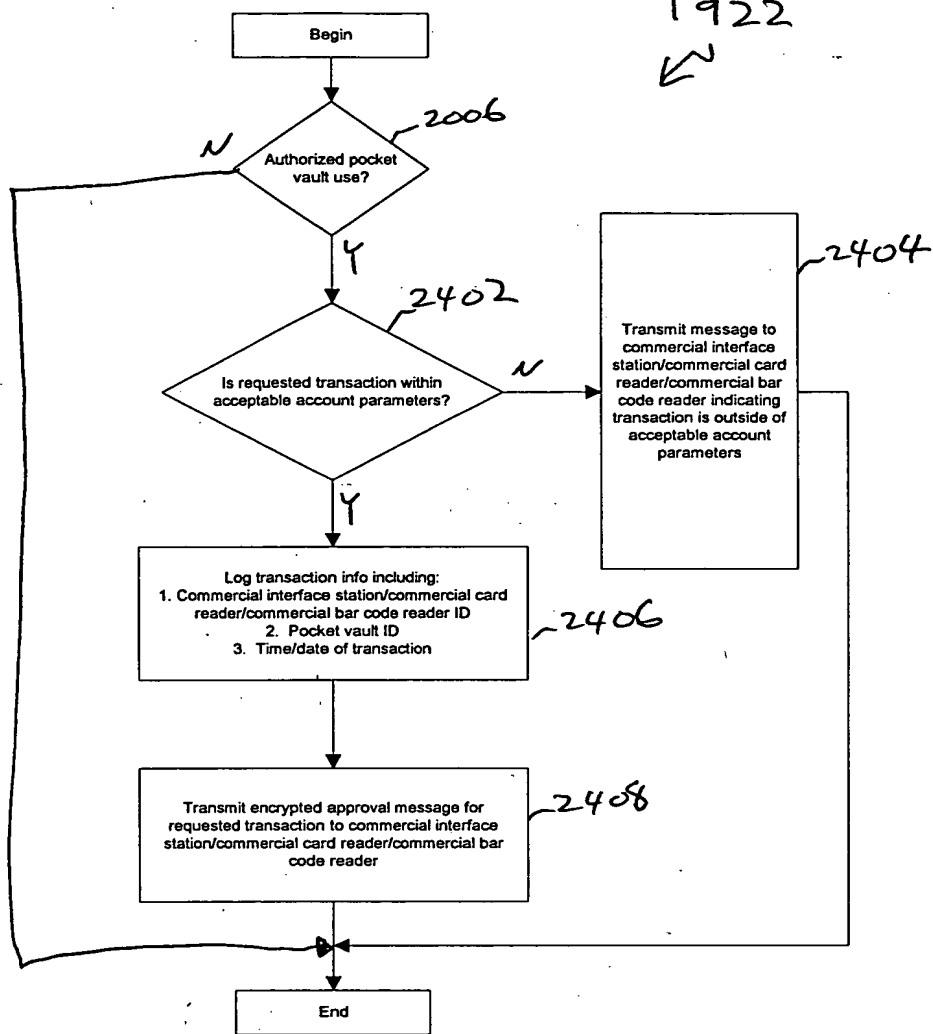 1922
Begin
2006
N
Authorized pocket
vault use?
Y
2402
2404
Is requested transaction within
acceptable account parameters?
N
Transmit message to
commercial interface
station/commercial card
reader/commercial bar
code reader indicating
transaction is outside of
acceptable account
parameters
Y
Log transaction info including:
1. Commercial interface station/commercial card
reader/commercial bar code reader ID
2. Pocket vault ID
3. Time/date of transaction
2406
Transmit encrypted approval message for
requested transaction to commercial interface
station/commercial card reader/commercial bar
code reader
2408
End